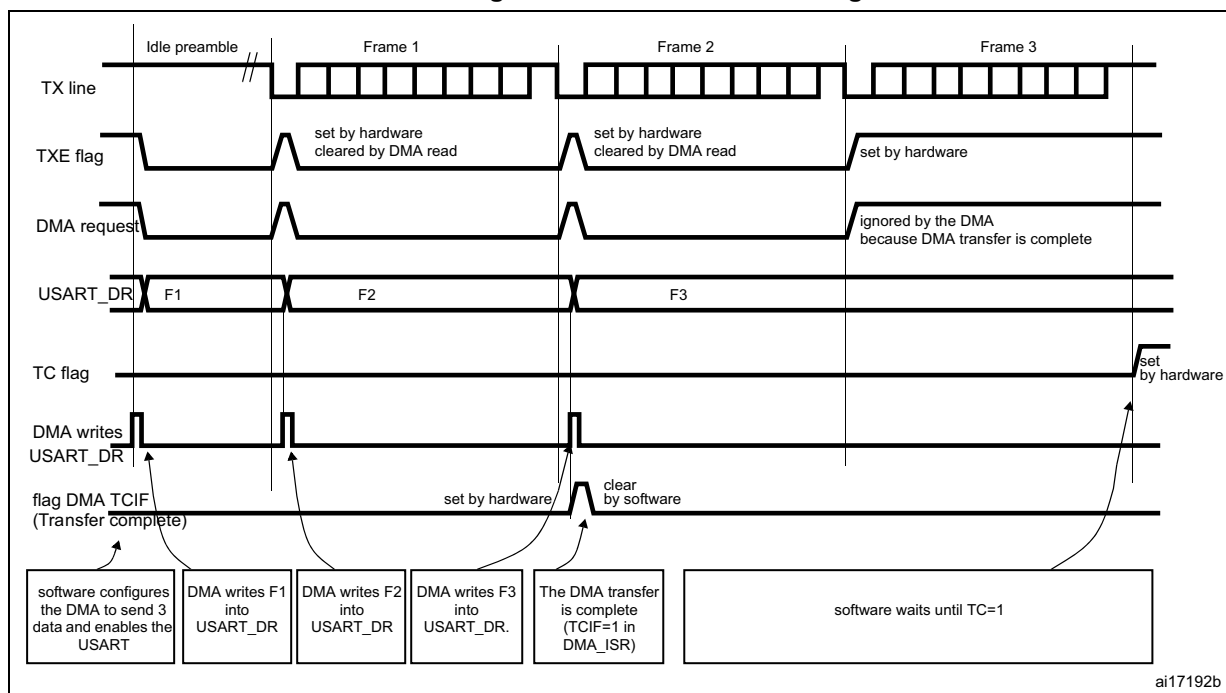 Idle preamble
Frame 1
Frame 2
Frame 3
TX line
TXE flag
set by hardware
cleared by DMA read
set by hardware
cleared by DMA read
set by hardware
DMA request
ignored by the DMA
because DMA transfer is complete
USART_DR
F1
F2
F3
TC flag
set
by hardware
DMA writes
USART_DR
flag DMA TCIF
(Transfer complete)
set by hardware
clear
by software
software configures
the DMA to send 3
data and enables the
USART
DMA writes F1
into
USART_DR
DMA writes F2
into
USART_DR
DMA writes F3
into
USART_DR.
The DMA transfer
is complete
(TCIF=1 in
DMA_ISR)
software waits until TC=1
ai17192b